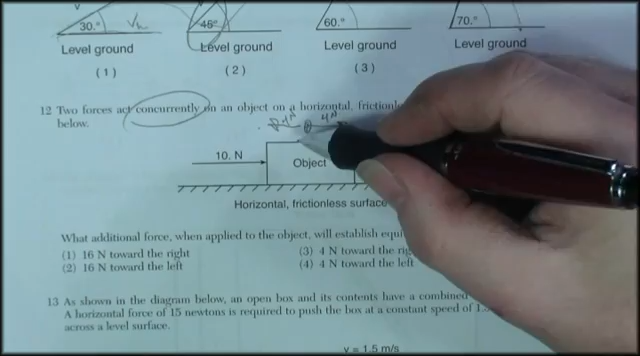 30.° Vₕ 45° 60.° 70.°
Level ground Level ground Level ground Level ground
(1) (2) (3)
12 Two forces act concurrently on an object on a horizontal,
below.
4N 4N
10. N
Object
Horizontal, frictionless surface
What additional force, when applied to the object, will establish
(1) 16 N toward the right (3) 4 N toward the
(2) 16 N toward the left (4) 4 N toward the left
13 As shown in the diagram below, an open box and its contents have a combined
A horizontal force of 15 newtons is required to push the box at a constant speed of
across a level surface.
v = 1.5 m/s